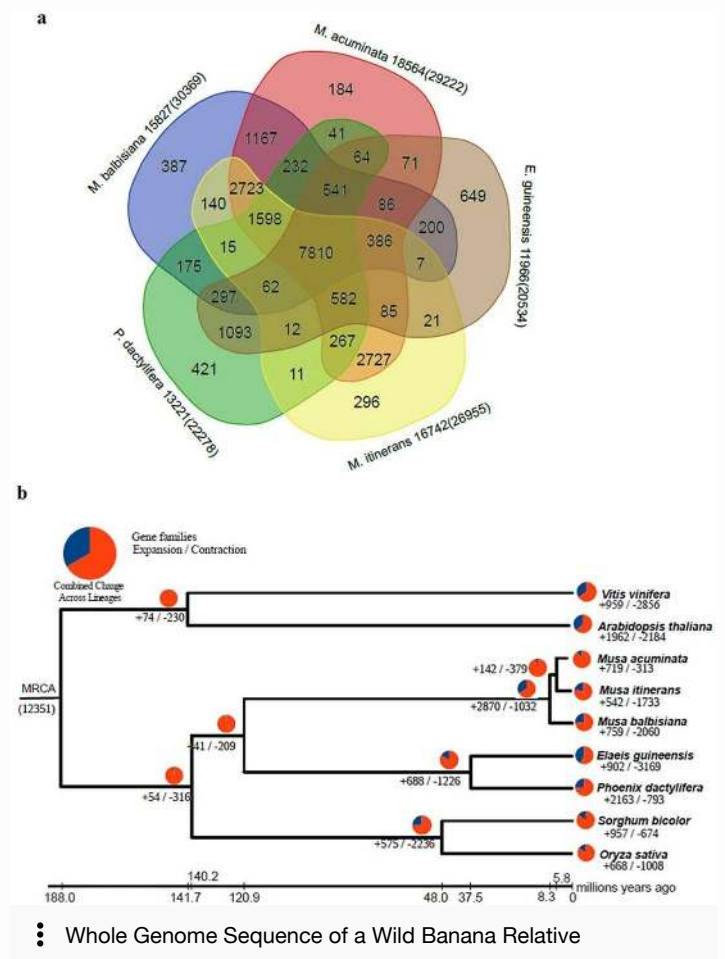 a
M. acuminata 18564(29222)
M. balbisiana 15827(30369)
E. guineensis 11966(20534)
P. dactylifera 13221(22278)
M. itinerans 16742(26955)
184
41
1167
64
71
387
232
649
541
2723
86
140
1598
200
15
386
7810
7
175
62
297
582
85
21
1093
12
267
2727
421
11
296
b
Gene families
Expansion / Contraction
Combined Change
Across Lineages
Vitis vinifera
+959 / -2856
+74 / -230
Arabidopsis thaliana
+1962 / -2184
Musa acuminata
+719 / -313
+142 / -379
MRCA
(12351)
Musa itinerans
+542 / -1733
+2870 / -1032
Musa balbisiana
+759 / -2060
-41 / -209
Elaeis guineensis
+902 / -3169
+688 / -1226
Phoenix dactylifera
+2163 / -793
+54 / -316
Sorghum bicolor
+957 / -674
+575 / -2236
Oryza sativa
+668 / -1008
140.2
5.8
millions years ago
188.0 141.7 120.9 48.0 37.5 8.3 0
Whole Genome Sequence of a Wild Banana Relative